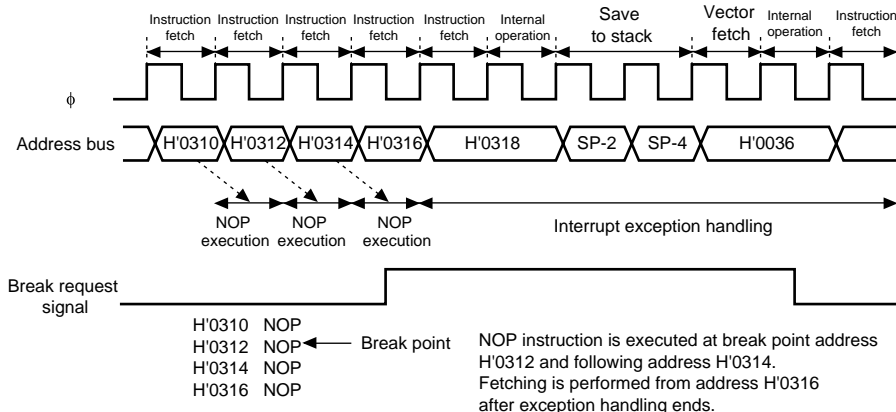 Instruction fetch
Instruction fetch
Instruction fetch
Instruction fetch
Instruction fetch
Internal operation
Save to stack
Vector fetch
Internal operation
Instruction fetch
ϕ
Address bus
H'0310 H'0312 H'0314 H'0316 H'0318 SP-2 SP-4 H'0036
NOP execution
NOP execution
NOP execution
Interrupt exception handling
Break request signal
H'0310 NOP
H'0312 NOP Break point
H'0314 NOP
H'0316 NOP
NOP instruction is executed at break point address
H'0312 and following address H'0314.
Fetching is performed from address H'0316
after exception handling ends.